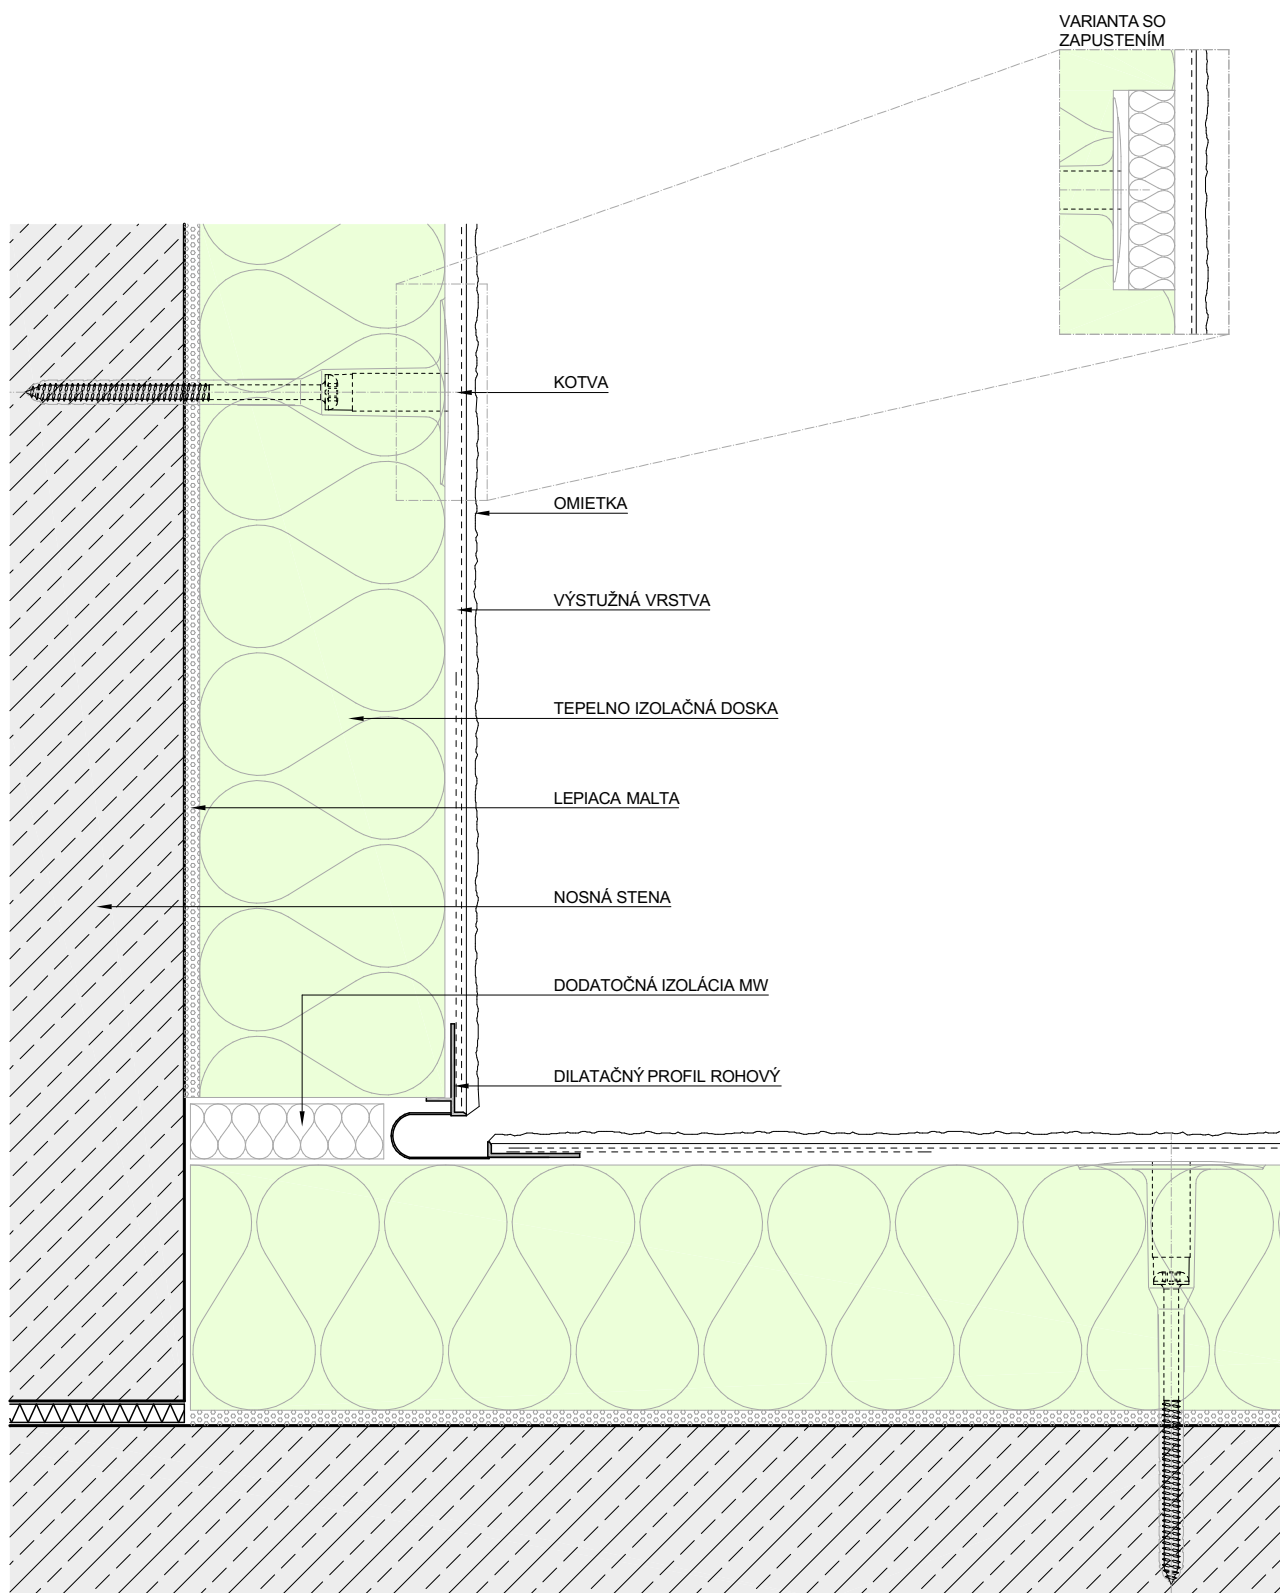 VARIANTA SO
ZAPUSTENÍM
KOTVA
OMIETKA
VÝSTUŽNÁ VRSTVA
TEPELNO IZOLAČNÁ DOSKA
LEPIACA MALTA
NOSNÁ STENA
DODATOČNÁ IZOLÁCIA MW
DILATAČNÝ PROFIL ROHOVÝ